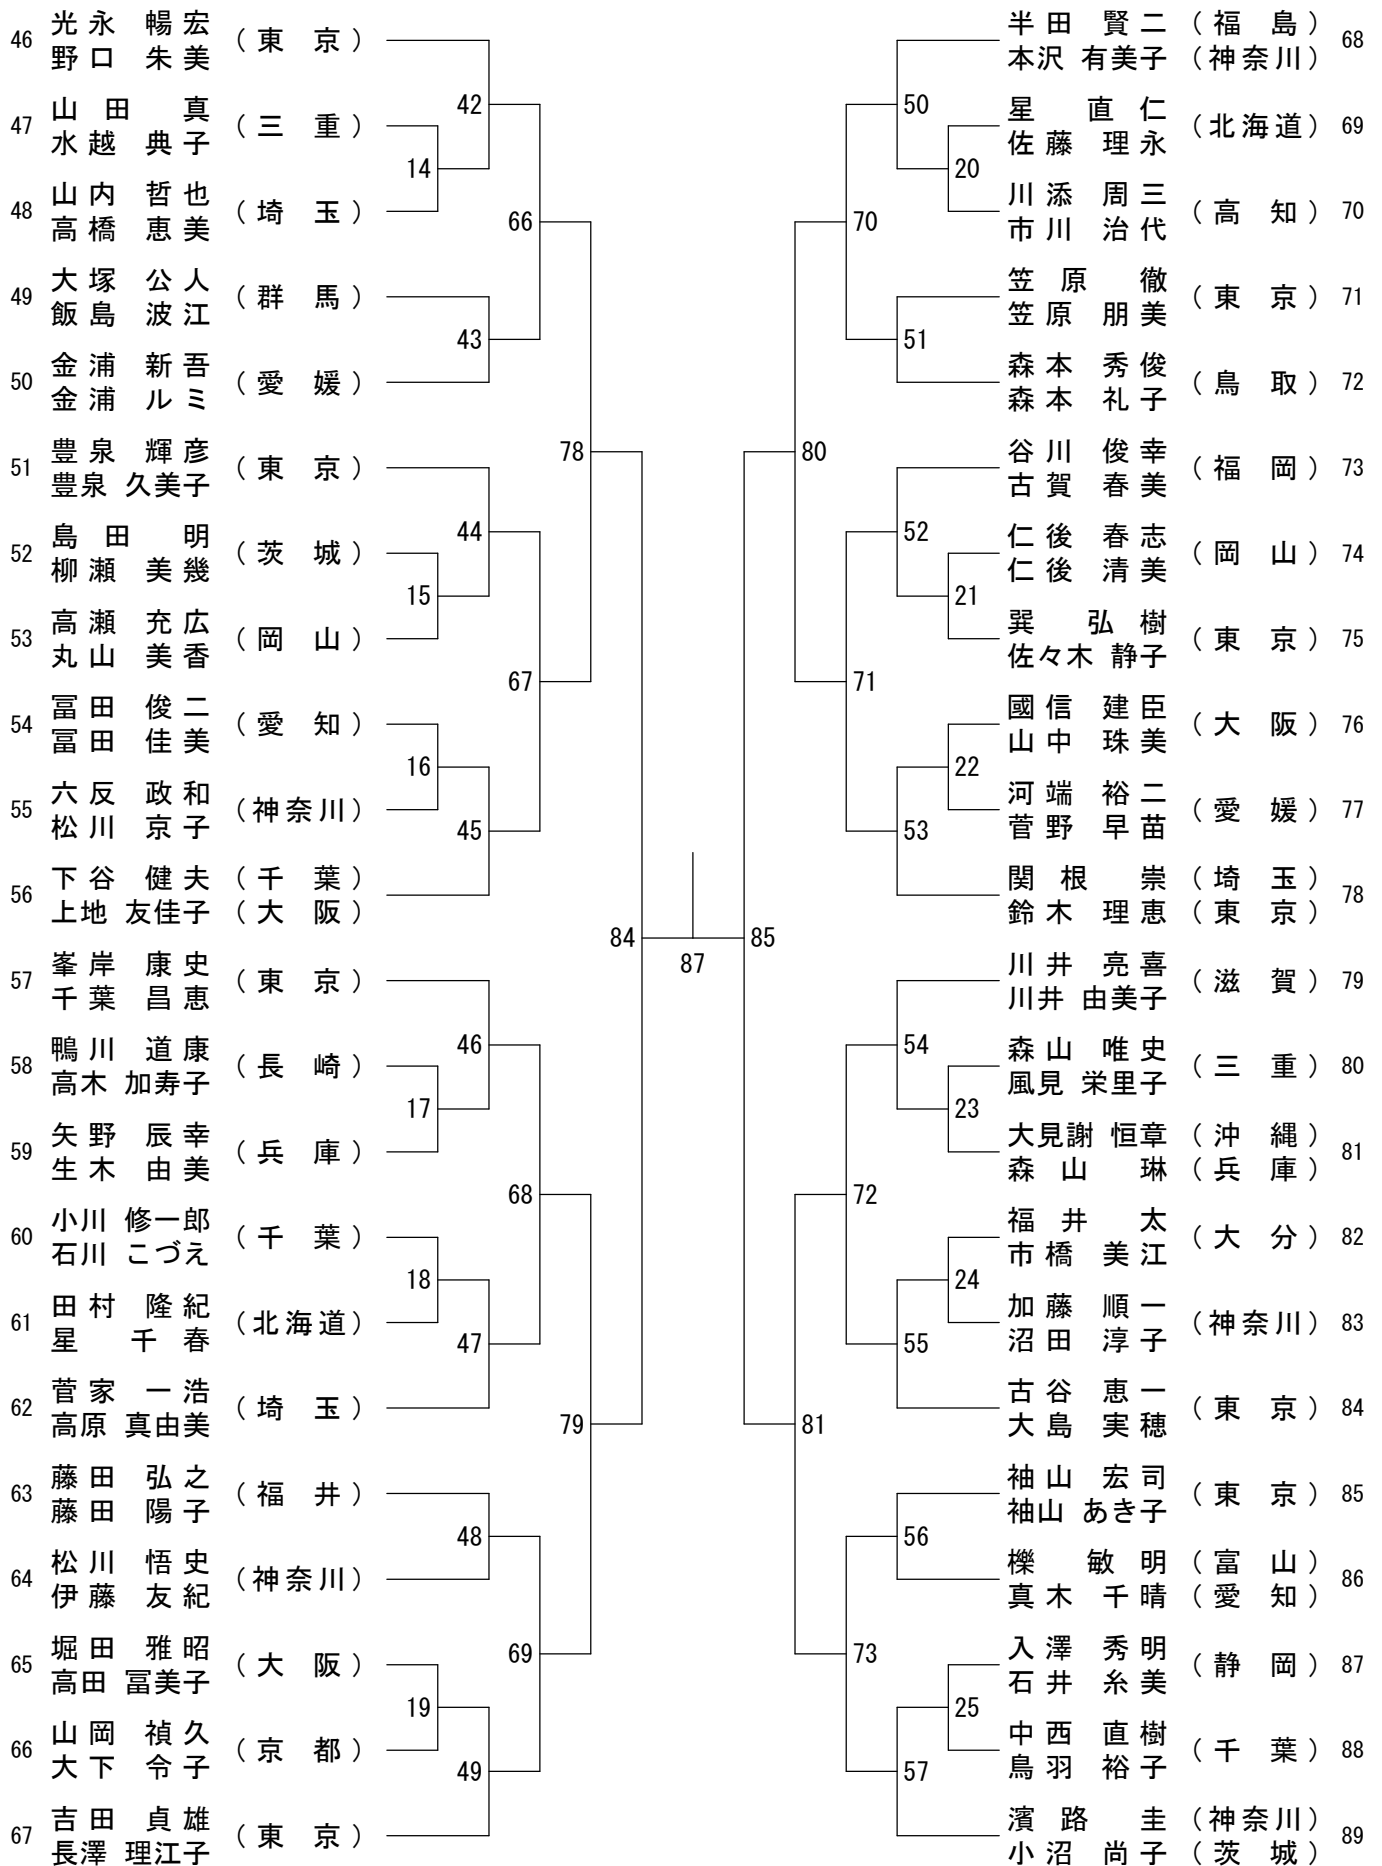 46 光永 暢宏 (東京)
野口 朱美
47 山田 真 (三重)
水越 典子
48 山内 哲也 (埼玉)
高橋 恵美
49 大塚 公人 (群馬)
飯島 波江
50 金浦 新吾 (愛媛)
金浦 ルミ
51 豊泉 輝彦 (東京)
豊泉 久美子
52 島田 明 (茨城)
柳瀬 美幾
53 高瀬 充広 (岡山)
丸山 美香
54 冨田 俊二 (愛知)
冨田 佳美
55 六反 政和 (神奈川)
松川 京子
56 下谷 健夫 (千葉)
上地 友佳子 (大阪)
57 峯岸 康史 (東京)
千葉 昌恵
58 鴨川 道康 (長崎)
高木 加寿子
59 矢野 辰幸 (兵庫)
生木 由美
60 小川 修一郎 (千葉)
石川 こづえ
61 田村 隆紀 (北海道)
星 千春
62 菅家 一浩 (埼玉)
高原 真由美
63 藤田 弘之 (福井)
藤田 陽子
64 松川 悟史 (神奈川)
伊藤 友紀
65 堀田 雅昭 (大阪)
高田 冨美子
66 山岡 禎久 (京都)
大下 令子
67 吉田 貞雄 (東京)
長澤 理江子
42
14
66
43
78
44
15
67
16
45
84
87
85
46
17
68
18
47
79
48
69
19
49
50
20
70
51
80
52
21
71
22
53
54
23
72
24
55
81
56
73
25
57
半田 賢二 (福島) 68
本沢 有美子 (神奈川)
星 直仁 (北海道) 69
佐藤 理永
川添 周三 (高知) 70
市川 治代
笠原 徹 (東京) 71
笠原 朋美
森本 秀俊 (鳥取) 72
森本 礼子
谷川 俊幸 (福岡) 73
古賀 春美
仁後 春志 (岡山) 74
仁後 清美
巽 弘樹 (東京) 75
佐々木 静子
國信 建臣 (大阪) 76
山中 珠美
河端 裕二 (愛媛) 77
菅野 早苗
関根 崇 (埼玉) 78
鈴木 理恵 (東京)
川井 亮喜 (滋賀) 79
川井 由美子
森山 唯史 (三重) 80
風見 栄里子
大見謝 恒章 (沖縄) 81
森山 琳 (兵庫)
福井 太 (大分) 82
市橋 美江
加藤 順一 (神奈川) 83
沼田 淳子
古谷 恵一 (東京) 84
大島 実穂
袖山 宏司 (東京) 85
袖山 あき子
櫟 敏明 (富山) 86
真木 千晴 (愛知)
入澤 秀明 (静岡) 87
石井 糸美
中西 直樹 (千葉) 88
鳥羽 裕子
濱路 圭 (神奈川) 89
小沼 尚子 (茨城)